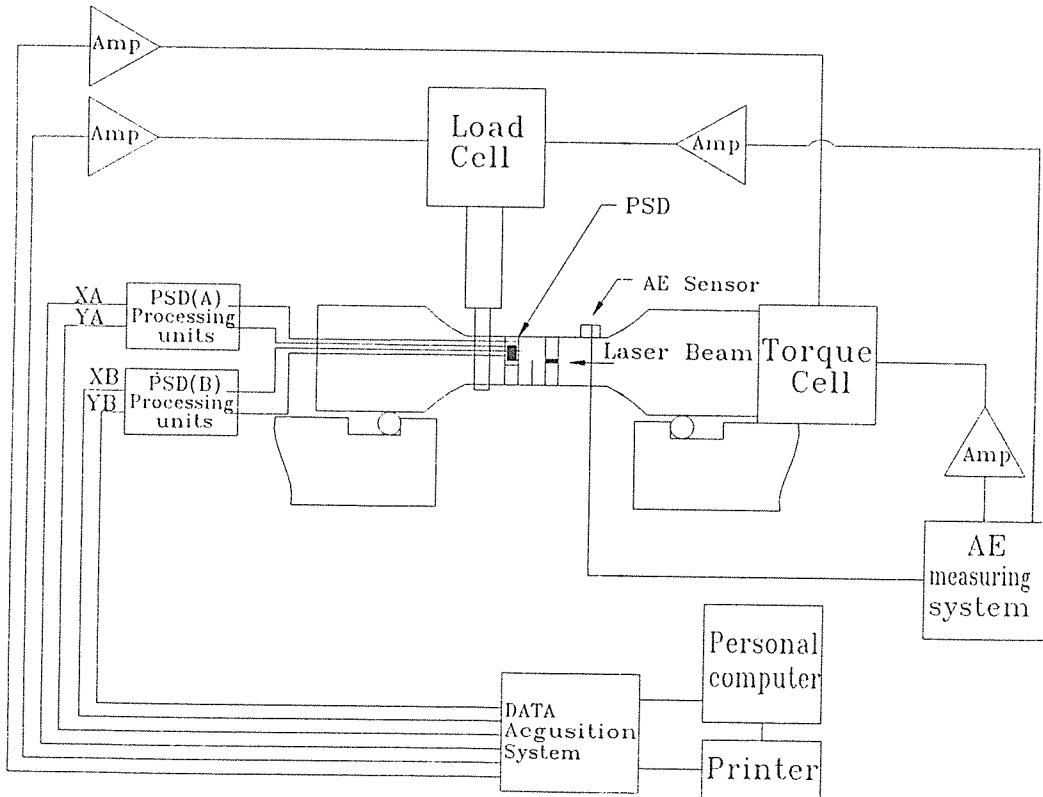 Amp
Amp
Load
Cell
Amp
PSD
AE Sensor
XA
YA
PSD(A)
Processing
units
Laser Beam
Torque
Cell
XB
YB
PSD(B)
Processing
units
Amp
AE
measuring
system
Personal
computer
DATA
Acgusition
System
Printer